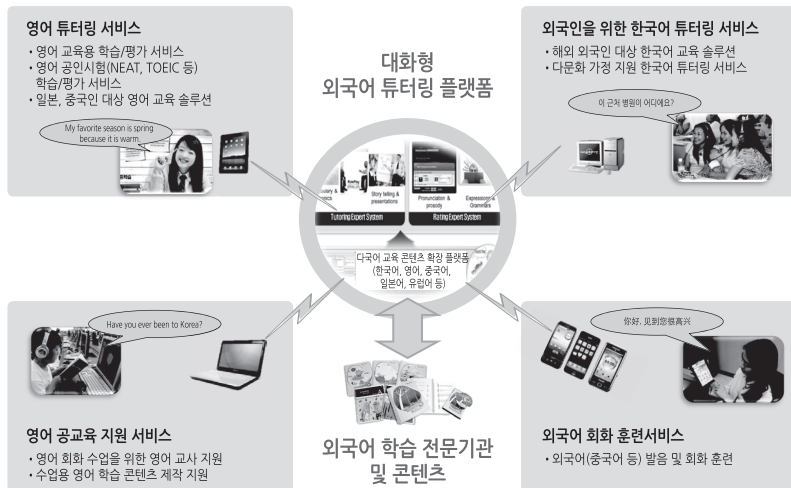 영어 튜터링 서비스
• 영어 교육용 학습/평가 서비스
• 영어 공인시험(NEAT, TOEIC 등)
학습/평가 서비스
• 일본, 중국인 대상 영어 교육 솔루션
My favorite season is spring
because it is warm.
대화형
외국어 튜터링 플랫폼
외국인을 위한 한국어 튜터링 서비스
• 해외 외국인 대상 한국어 교육 솔루션
• 다문화 가정 지원 한국어 튜터링 서비스
이 근처 병원이 어디에요?
Story telling &
presentations
Pronunciation &
prosody
Expressions &
Grammars
Tutoring Expert System
Rating Expert System
다국어 교육 콘텐츠 확장 플랫폼
(한국어, 영어, 중국어,
일본어, 유럽어 등)
Have you ever been to Korea?
영어 공교육 지원 서비스
• 영어 회화 수업을 위한 영어 교사 지원
• 수업용 영어 학습 콘텐츠 제작 지원
외국어 학습 전문기관
및 콘텐츠
你好, 见到您很高兴
외국어 회화 훈련서비스
• 외국어(중국어 등) 발음 및 회화 훈련